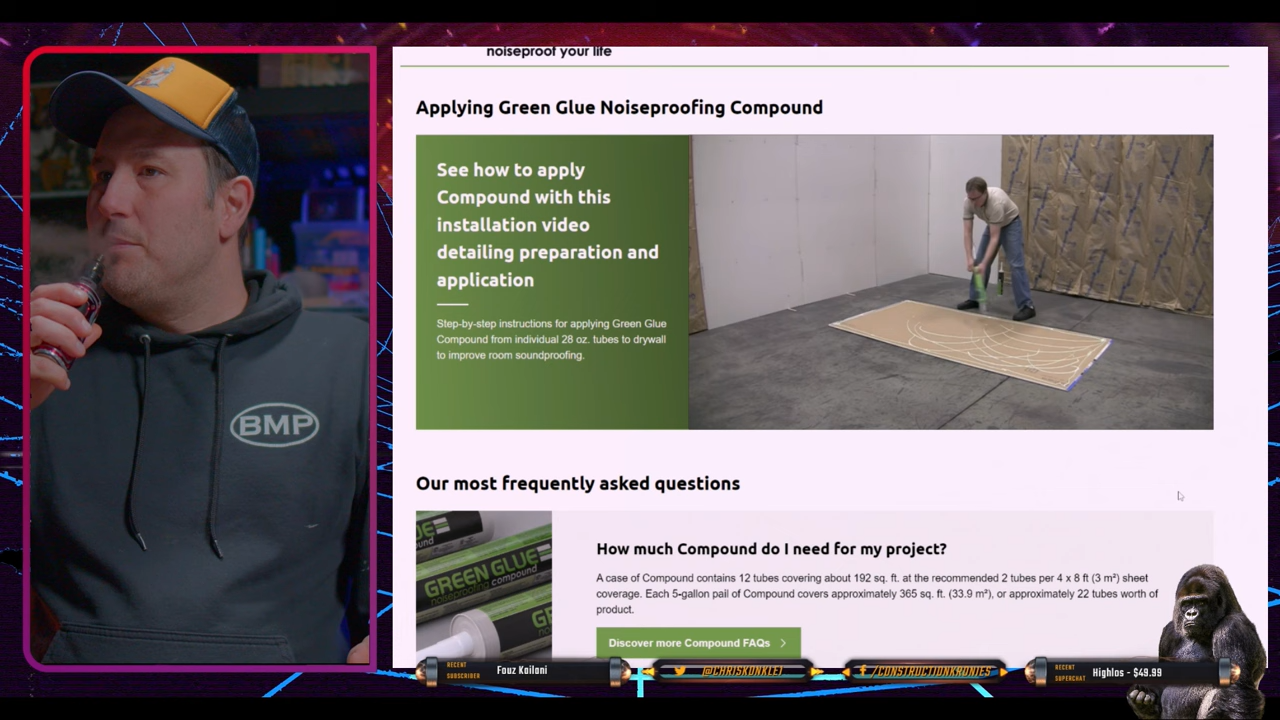 noiseproof your life
Applying Green Glue Noiseproofing Compound
See how to apply
Compound with this
installation video
detailing preparation and
application
Step-by-step instructions for applying Green Glue
Compound from individual 28 oz. tubes to drywall
to improve room soundproofing.
BMP
Our most frequently asked questions
GREEN GLUE
noiseproofing compound
How much Compound do I need for my project?
A case of Compound contains 12 tubes covering about 192 sq. ft. at the recommended 2 tubes per 4 x 8 ft (3 m²) sheet
coverage. Each 5-gallon pail of Compound covers approximately 365 sq. ft. (33.9 m²), or approximately 22 tubes worth of
product.
Discover more Compound FAQs
RECENT
SUBSCRIBER
Fouz Kailani
@CHRISKONKLE1
/CONSTRUCTIONKRONIES
RECENT
SUPERCHAT
Highlos - $49.99